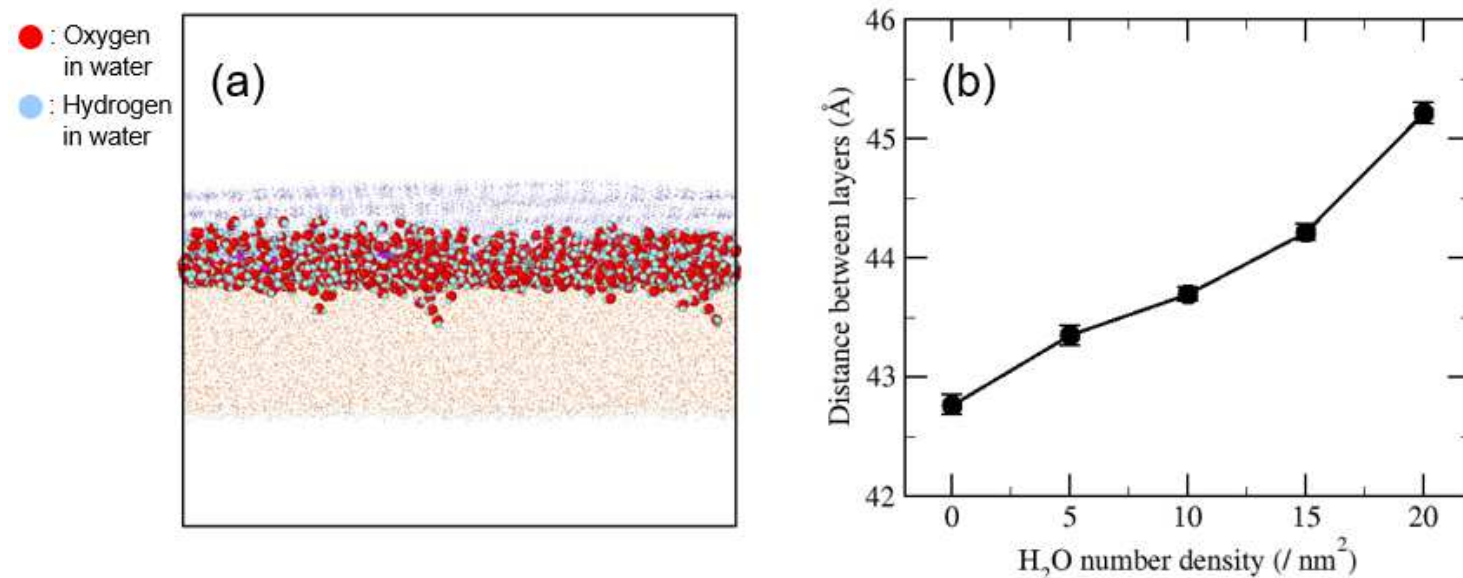 : Oxygen
in water
: Hydrogen
in water
(a)
(b)
Distance between layers (Å)
46
45
44
43
42
0 5 10 15 20
H₂O number density (/ nm²)